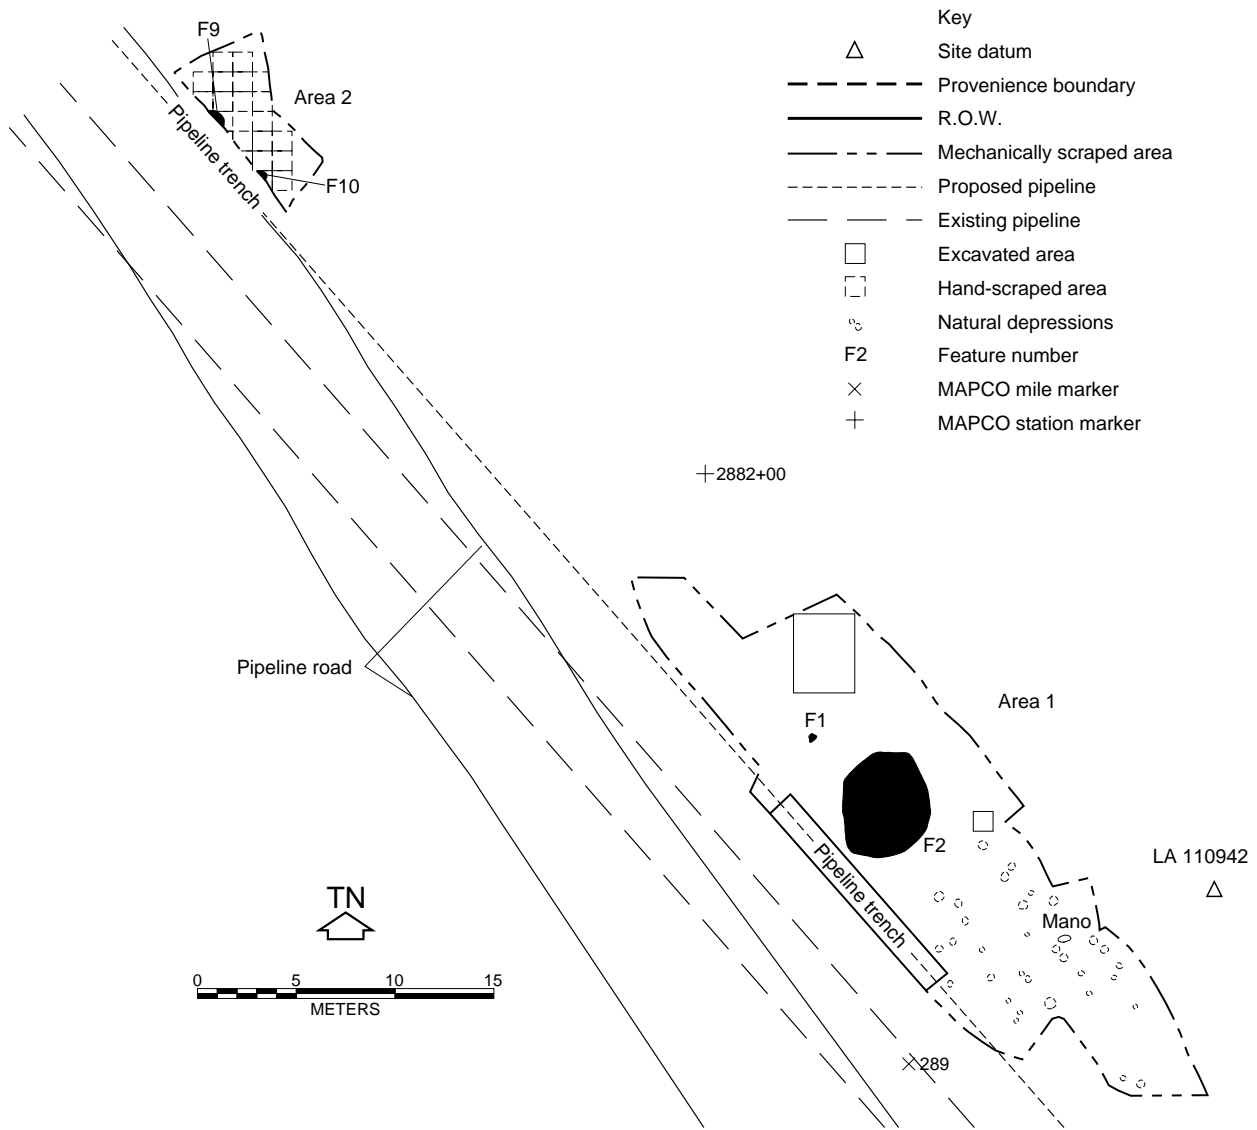 F9
Area 2
Pipeline trench
F10
Key
Site datum
Provenience boundary
R.O.W.
Mechanically scraped area
Proposed pipeline
Existing pipeline
Excavated area
Hand-scraped area
Natural depressions
F2 Feature number
MAPCO mile marker
MAPCO station marker
2882+00
Pipeline road
Area 1
F1
F2
Pipeline trench
LA 110942
Mano
TN
0 5 10 15
METERS
289